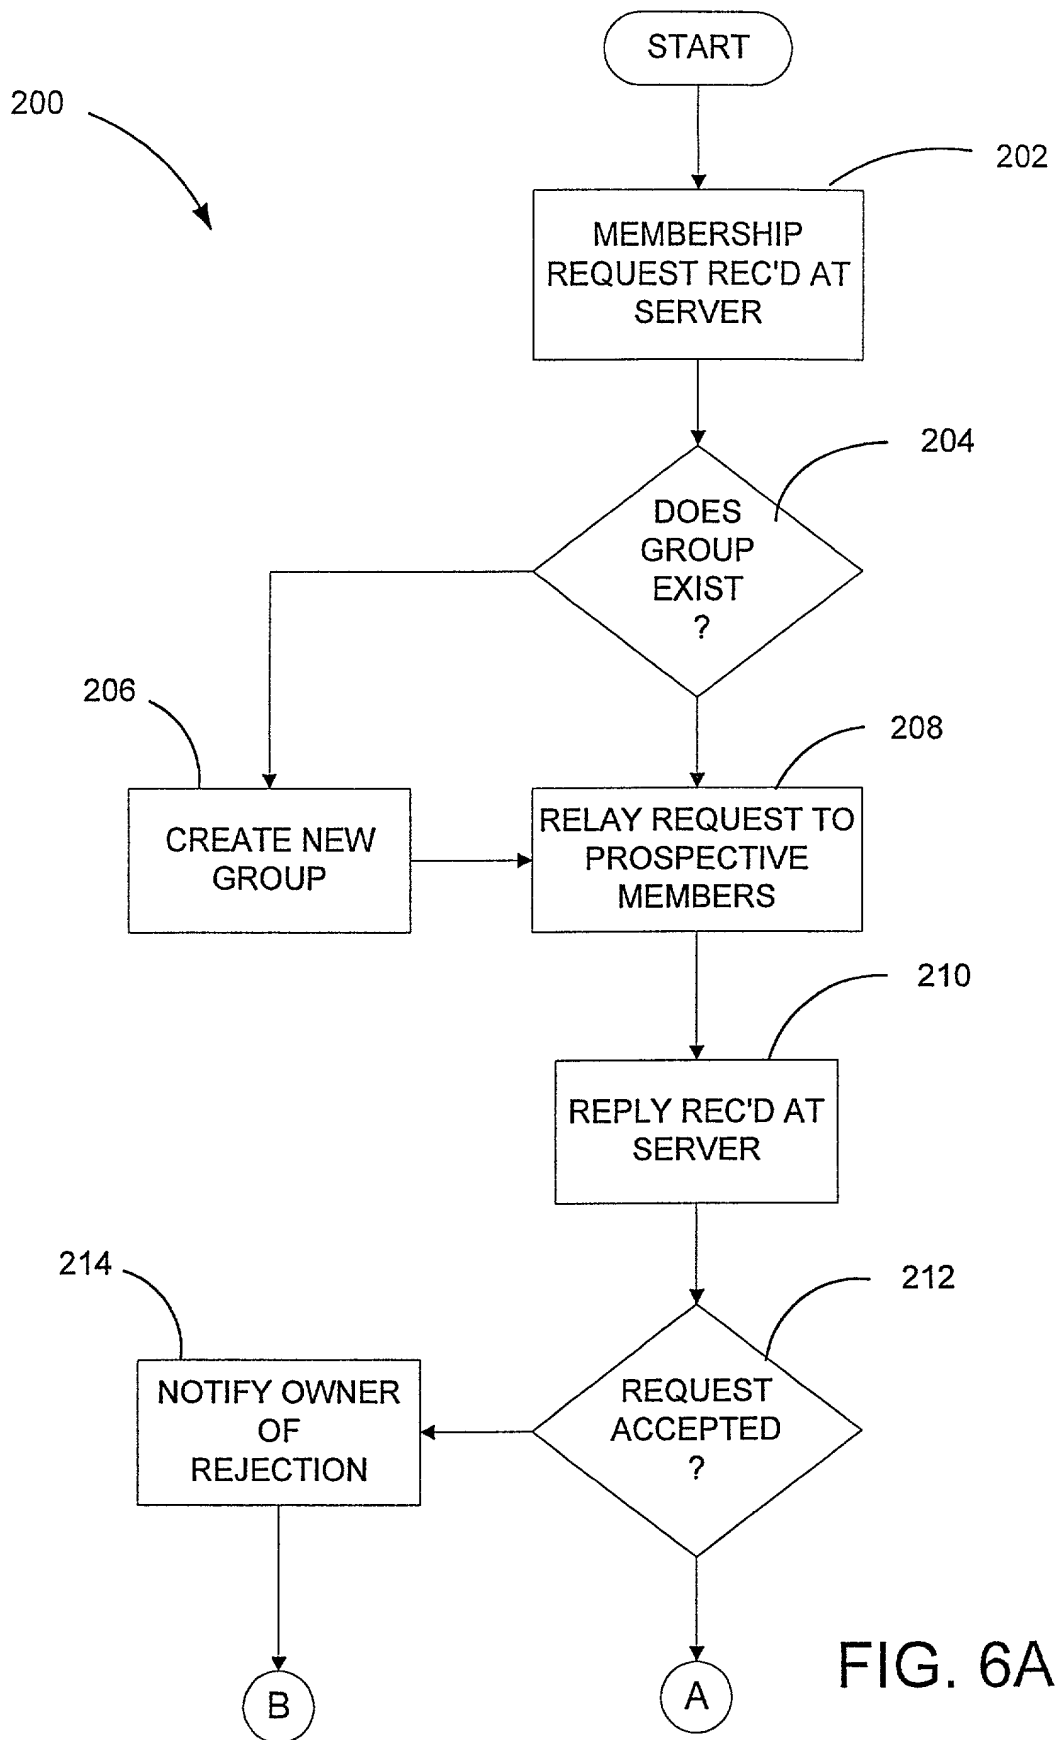 START
200
202
MEMBERSHIP
REQUEST REC'D AT
SERVER
204
DOES
GROUP
EXIST
?
206
208
CREATE NEW
GROUP
RELAY REQUEST TO
PROSPECTIVE
MEMBERS
210
REPLY REC'D AT
SERVER
214
212
NOTIFY OWNER
OF
REJECTION
REQUEST
ACCEPTED
?
B
A
FIG. 6A